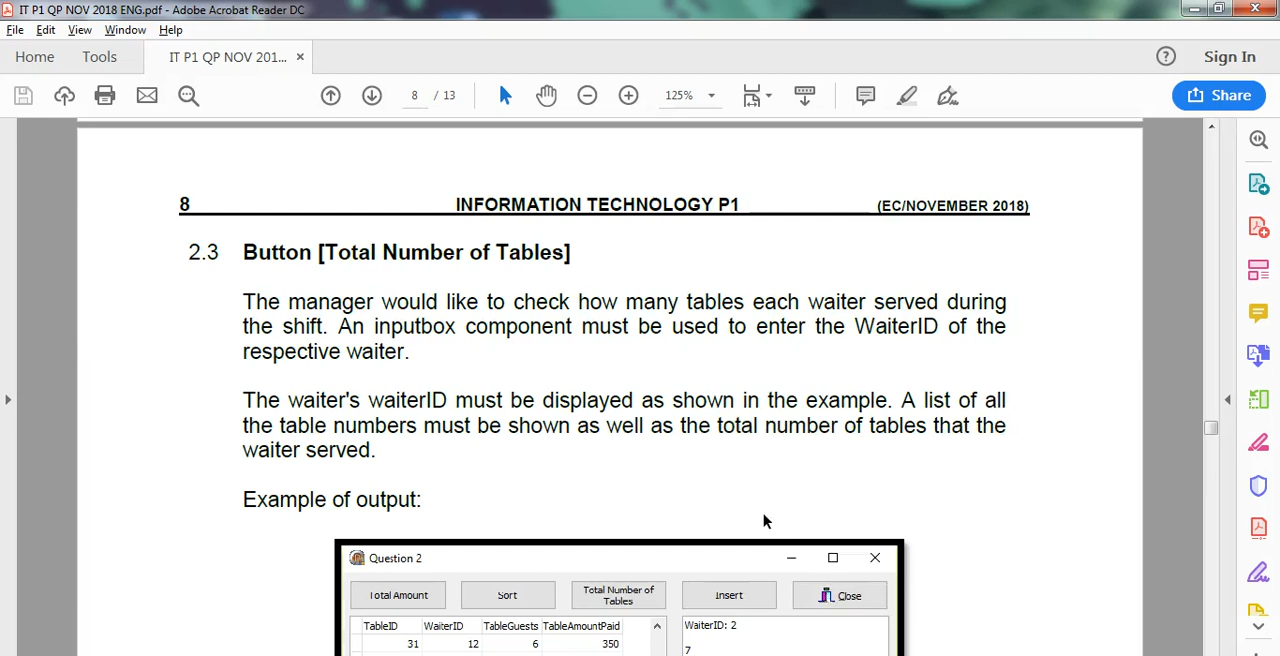 IT P1 QP NOV 2018 ENG.pdf - Adobe Acrobat Reader DC
File Edit View Window Help
Home Tools IT P1 QP NOV 201... ×
Sign In
8 / 13 125% Share
8 INFORMATION TECHNOLOGY P1 (EC/NOVEMBER 2018)
2.3 Button [Total Number of Tables]
The manager would like to check how many tables each waiter served during
the shift. An inputbox component must be used to enter the WaiterID of the
respective waiter.
The waiter's waiterID must be displayed as shown in the example. A list of all
the table numbers must be shown as well as the total number of tables that the
waiter served.
Example of output:
Question 2
Total Amount Sort Total Number of Tables Insert Close
TableID WaiterID TableGuests TableAmountPaid WaiterID: 2
31 12 6 350
7